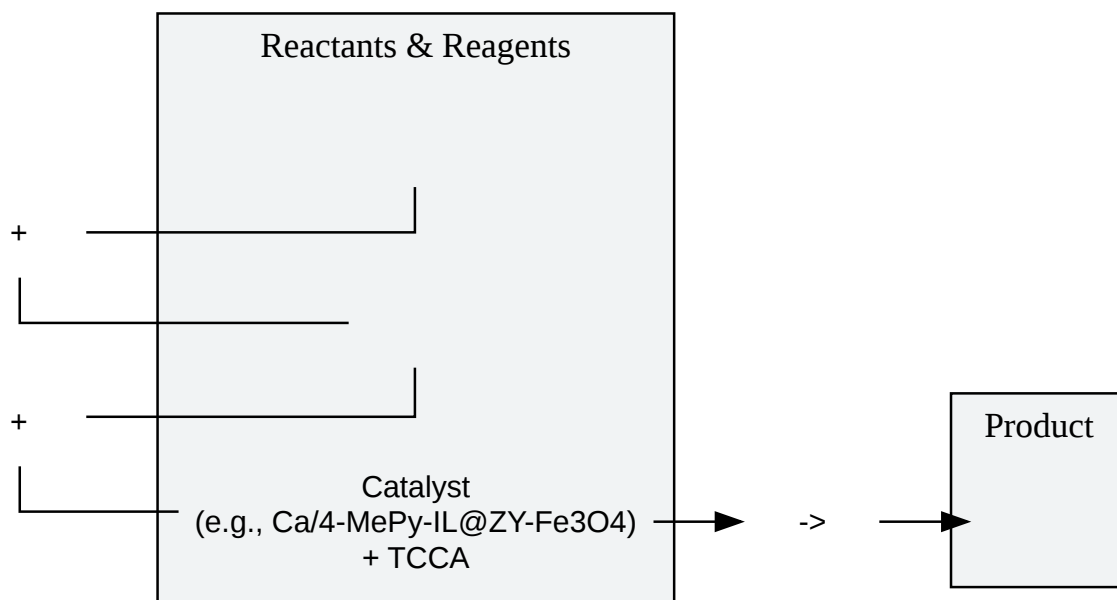 Reactants & Reagents
+
+
Catalyst
(e.g., Ca/4-MePy-IL@ZY-Fe3O4)
+ TCCA
->
Product